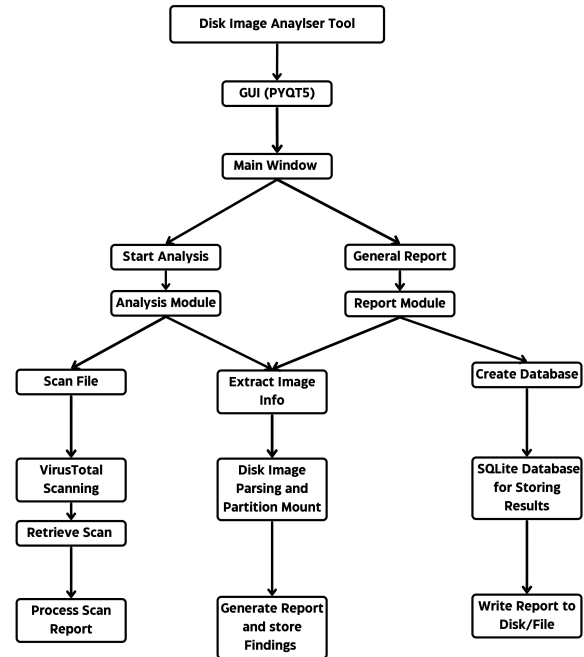 Disk Image Anaylser Tool
GUI (PYQT5)
Main Window
Start Analysis
General Report
Analysis Module
Report Module
Scan File
Extract Image
Info
Create Database
VirusTotal
Scanning
Disk Image
Parsing and
Partition Mount
SQLite Database
for Storing
Results
Retrieve Scan
Process Scan
Report
Generate Report
and store
Findings
Write Report to
Disk/File